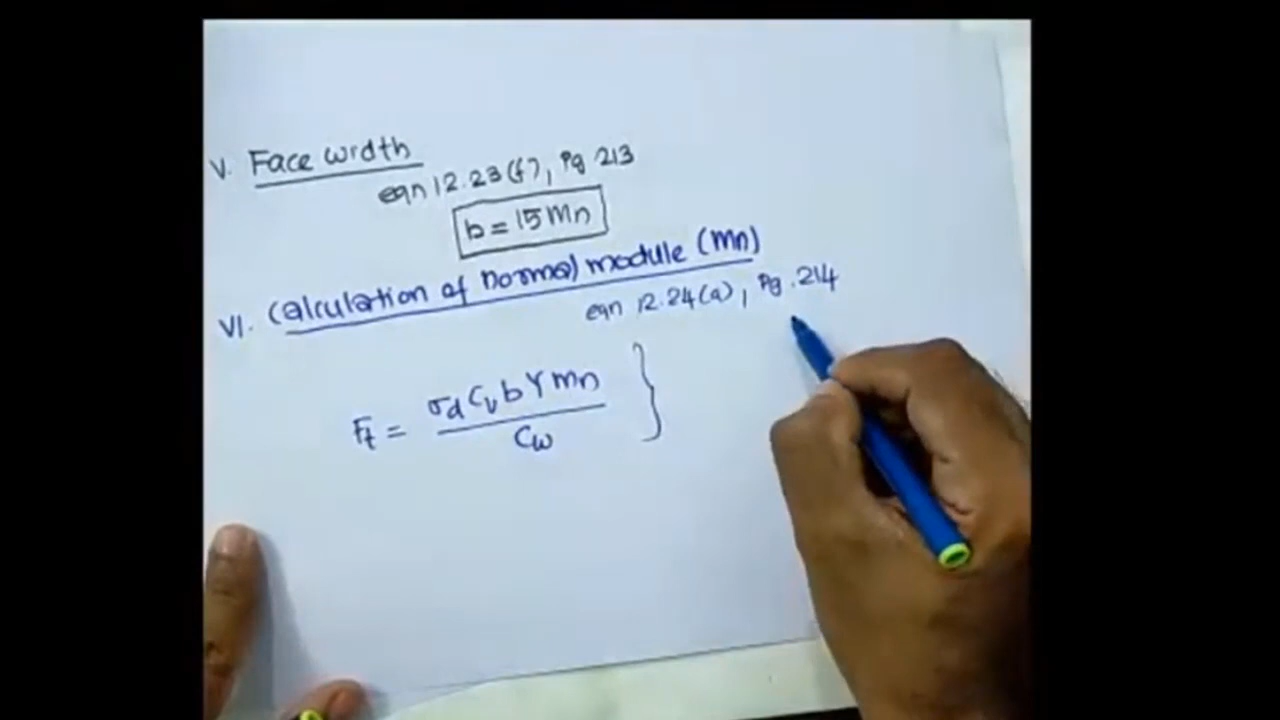 V. Face width
eqn 12.23(f), Pg 213
b = 15 Mn
VI. Calculation of normal module (Mn)
eqn 12.24(a), Pg. 214
Ft = σd Cv b Y Mn / Cw }